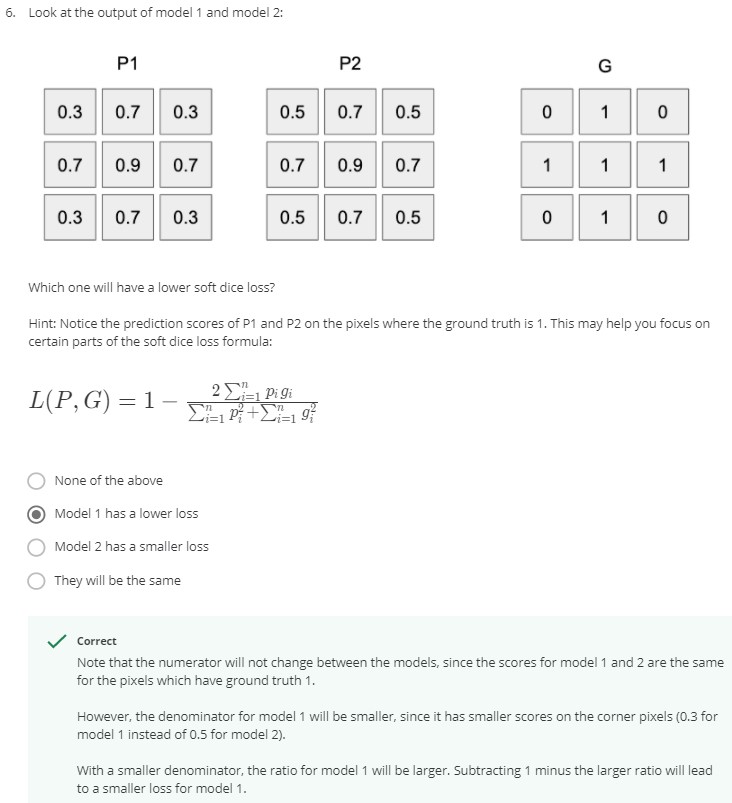 6. Look at the output of model 1 and model 2:
P1 P2 G
0.3 0.7 0.3 0.5 0.7 0.5 0 1 0
0.7 0.9 0.7 0.7 0.9 0.7 1 1 1
0.3 0.7 0.3 0.5 0.7 0.5 0 1 0
Which one will have a lower soft dice loss?
Hint: Notice the prediction scores of P1 and P2 on the pixels where the ground truth is 1. This may help you focus on
certain parts of the soft dice loss formula:
L(P, G) = 1 − \frac{2\sum_{i=1}^{n} p_i g_i}{\sum_{i=1}^{n} p_i^2 + \sum_{i=1}^{n} g_i^2}
None of the above
Model 1 has a lower loss
Model 2 has a smaller loss
They will be the same
Correct
Note that the numerator will not change between the models, since the scores for model 1 and 2 are the same
for the pixels which have ground truth 1.
However, the denominator for model 1 will be smaller, since it has smaller scores on the corner pixels (0.3 for
model 1 instead of 0.5 for model 2).
With a smaller denominator, the ratio for model 1 will be larger. Subtracting 1 minus the larger ratio will lead
to a smaller loss for model 1.